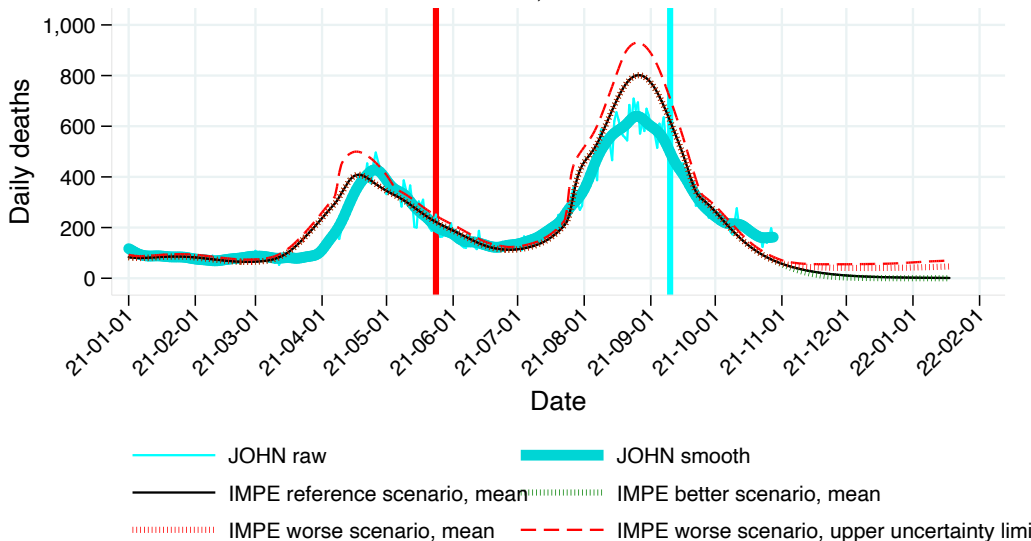 1,000
800
600
400
200
0
Daily deaths
21-01-01
21-02-01
21-03-01
21-04-01
21-05-01
21-06-01
21-07-01
21-08-01
21-09-01
21-10-01
21-11-01
21-12-01
22-01-01
22-02-01
Date
JOHN raw
JOHN smooth
IMPE reference scenario, mean
IMPE better scenario, mean
IMPE worse scenario, mean
IMPE worse scenario, upper uncertainty limi